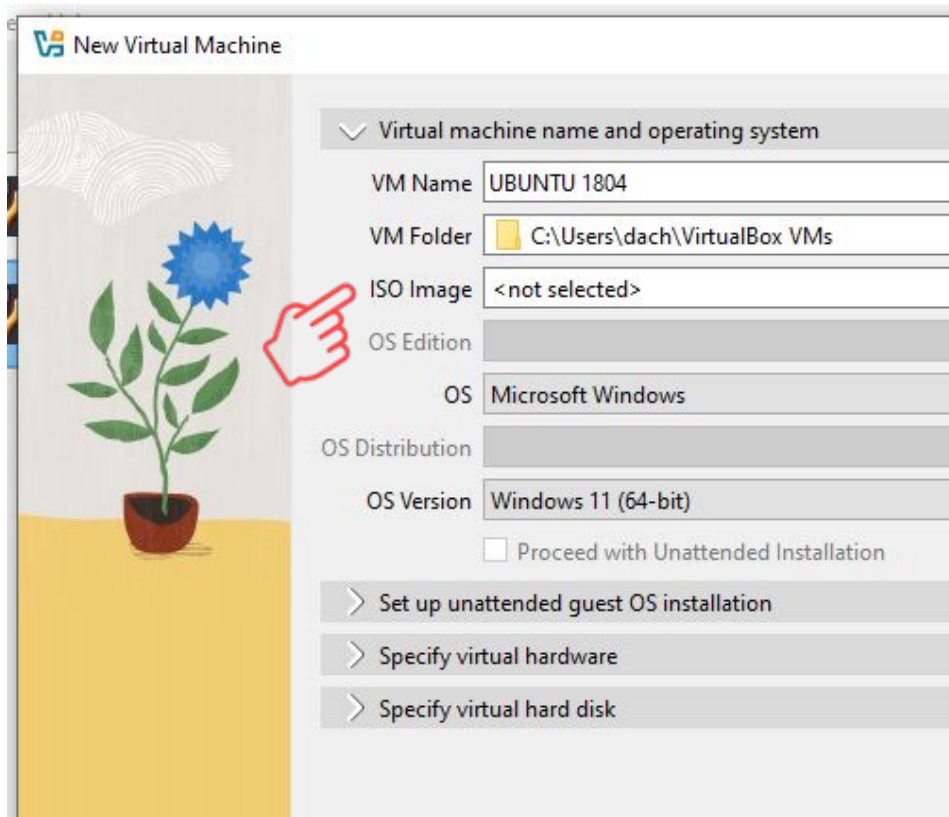 New Virtual Machine
Virtual machine name and operating system
VM Name UBUNTU 1804
VM Folder C:\Users\dach\VirtualBox VMs
ISO Image <not selected>
OS Edition
OS Microsoft Windows
OS Distribution
OS Version Windows 11 (64-bit)
Proceed with Unattended Installation
Set up unattended guest OS installation
Specify virtual hardware
Specify virtual hard disk